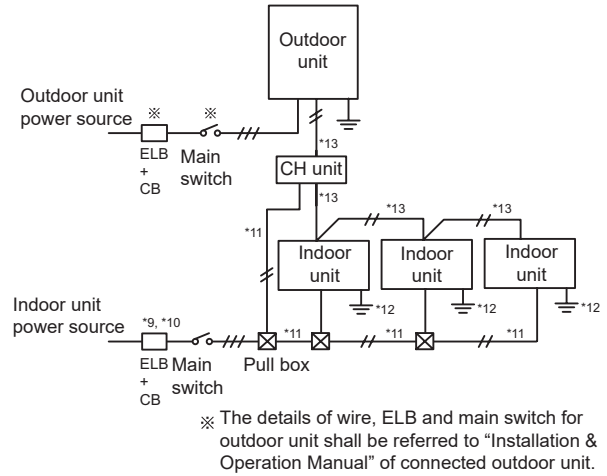 Outdoor
unit
Outdoor unit
power source
※
※
ELB
+
CB
Main
switch
*13
CH unit
*13
*11
*13
*13
Indoor
unit
Indoor
unit
Indoor
unit
*12
*12
*12
Indoor unit
power source
*9, *10
ELB
+
CB
Main
switch
Pull box
*11
*11
*11
※ The details of wire, ELB and main switch for
outdoor unit shall be referred to “Installation &
Operation Manual” of connected outdoor unit.